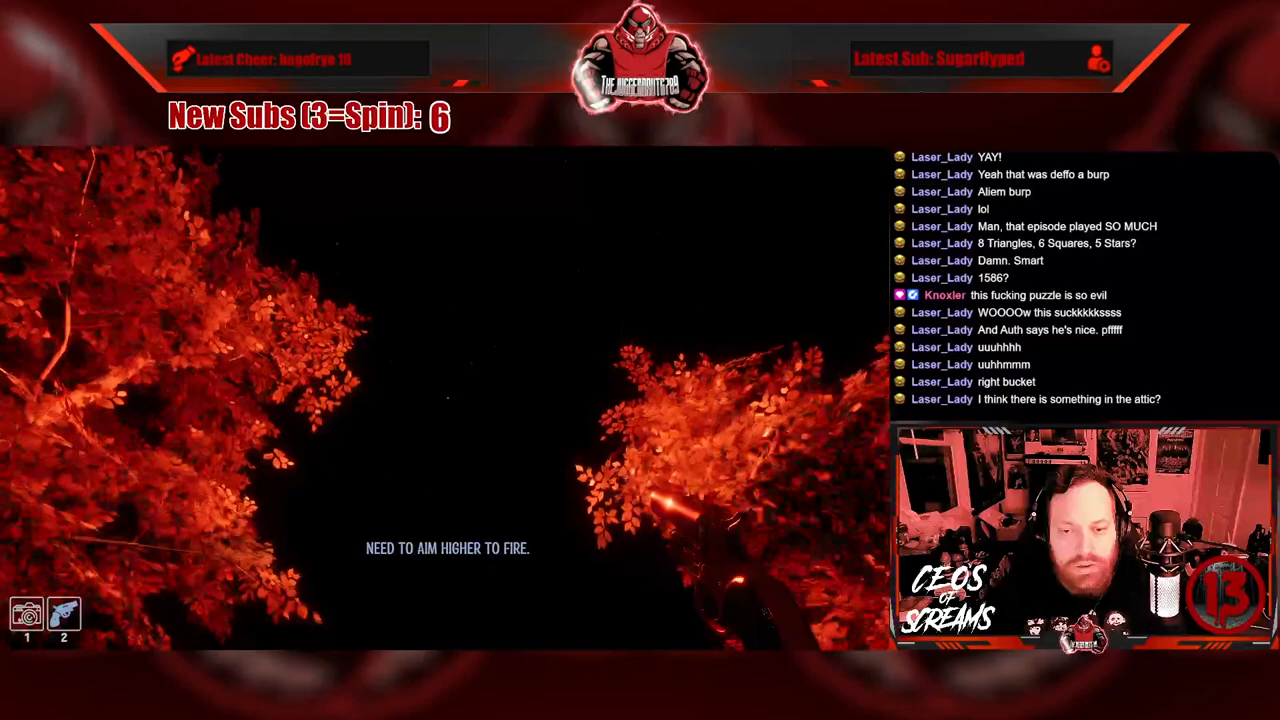 Latest Cheer: hogofrye 10
THEJUGGERNAUT6789
Latest Sub: SugarHyped
New Subs (3=Spin): 6
Laser_Lady YAY!
Laser_Lady Yeah that was deffo a burp
Laser_Lady Aliem burp
Laser_Lady lol
Laser_Lady Man, that episode played SO MUCH
Laser_Lady 8 Triangles, 6 Squares, 5 Stars?
Laser_Lady Damn. Smart
Laser_Lady 1586?
Knoxler this fucking puzzle is so evil
Laser_Lady WOOOOw this suckkkkkssss
Laser_Lady And Auth says he's nice. pfffff
Laser_Lady uuuhhhh
Laser_Lady uuhhmmm
Laser_Lady right bucket
Laser_Lady I think there is something in the attic?
NEED TO AIM HIGHER TO FIRE.
1
2
CEOS
OF
SCREAMS
13